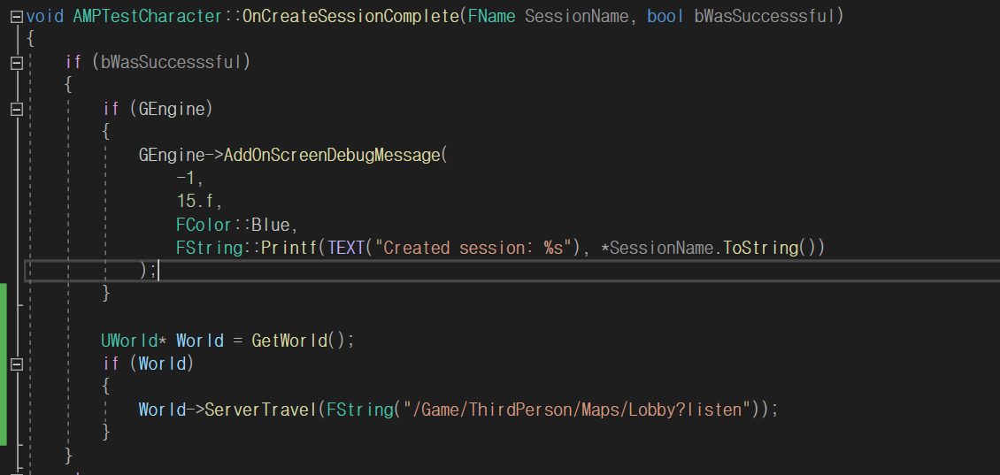 void AMPTestCharacter::OnCreateSessionComplete(FName SessionName, bool bWasSuccesssful)
{
if (bWasSuccesssful)
{
if (GEngine)
{
GEngine->AddOnScreenDebugMessage(
-1,
15.f,
FColor::Blue,
FString::Printf(TEXT("Created session: %s"), *SessionName.ToString())
);
}
UWorld* World = GetWorld();
if (World)
{
World->ServerTravel(FString("/Game/ThirdPerson/Maps/Lobby?listen"));
}
}